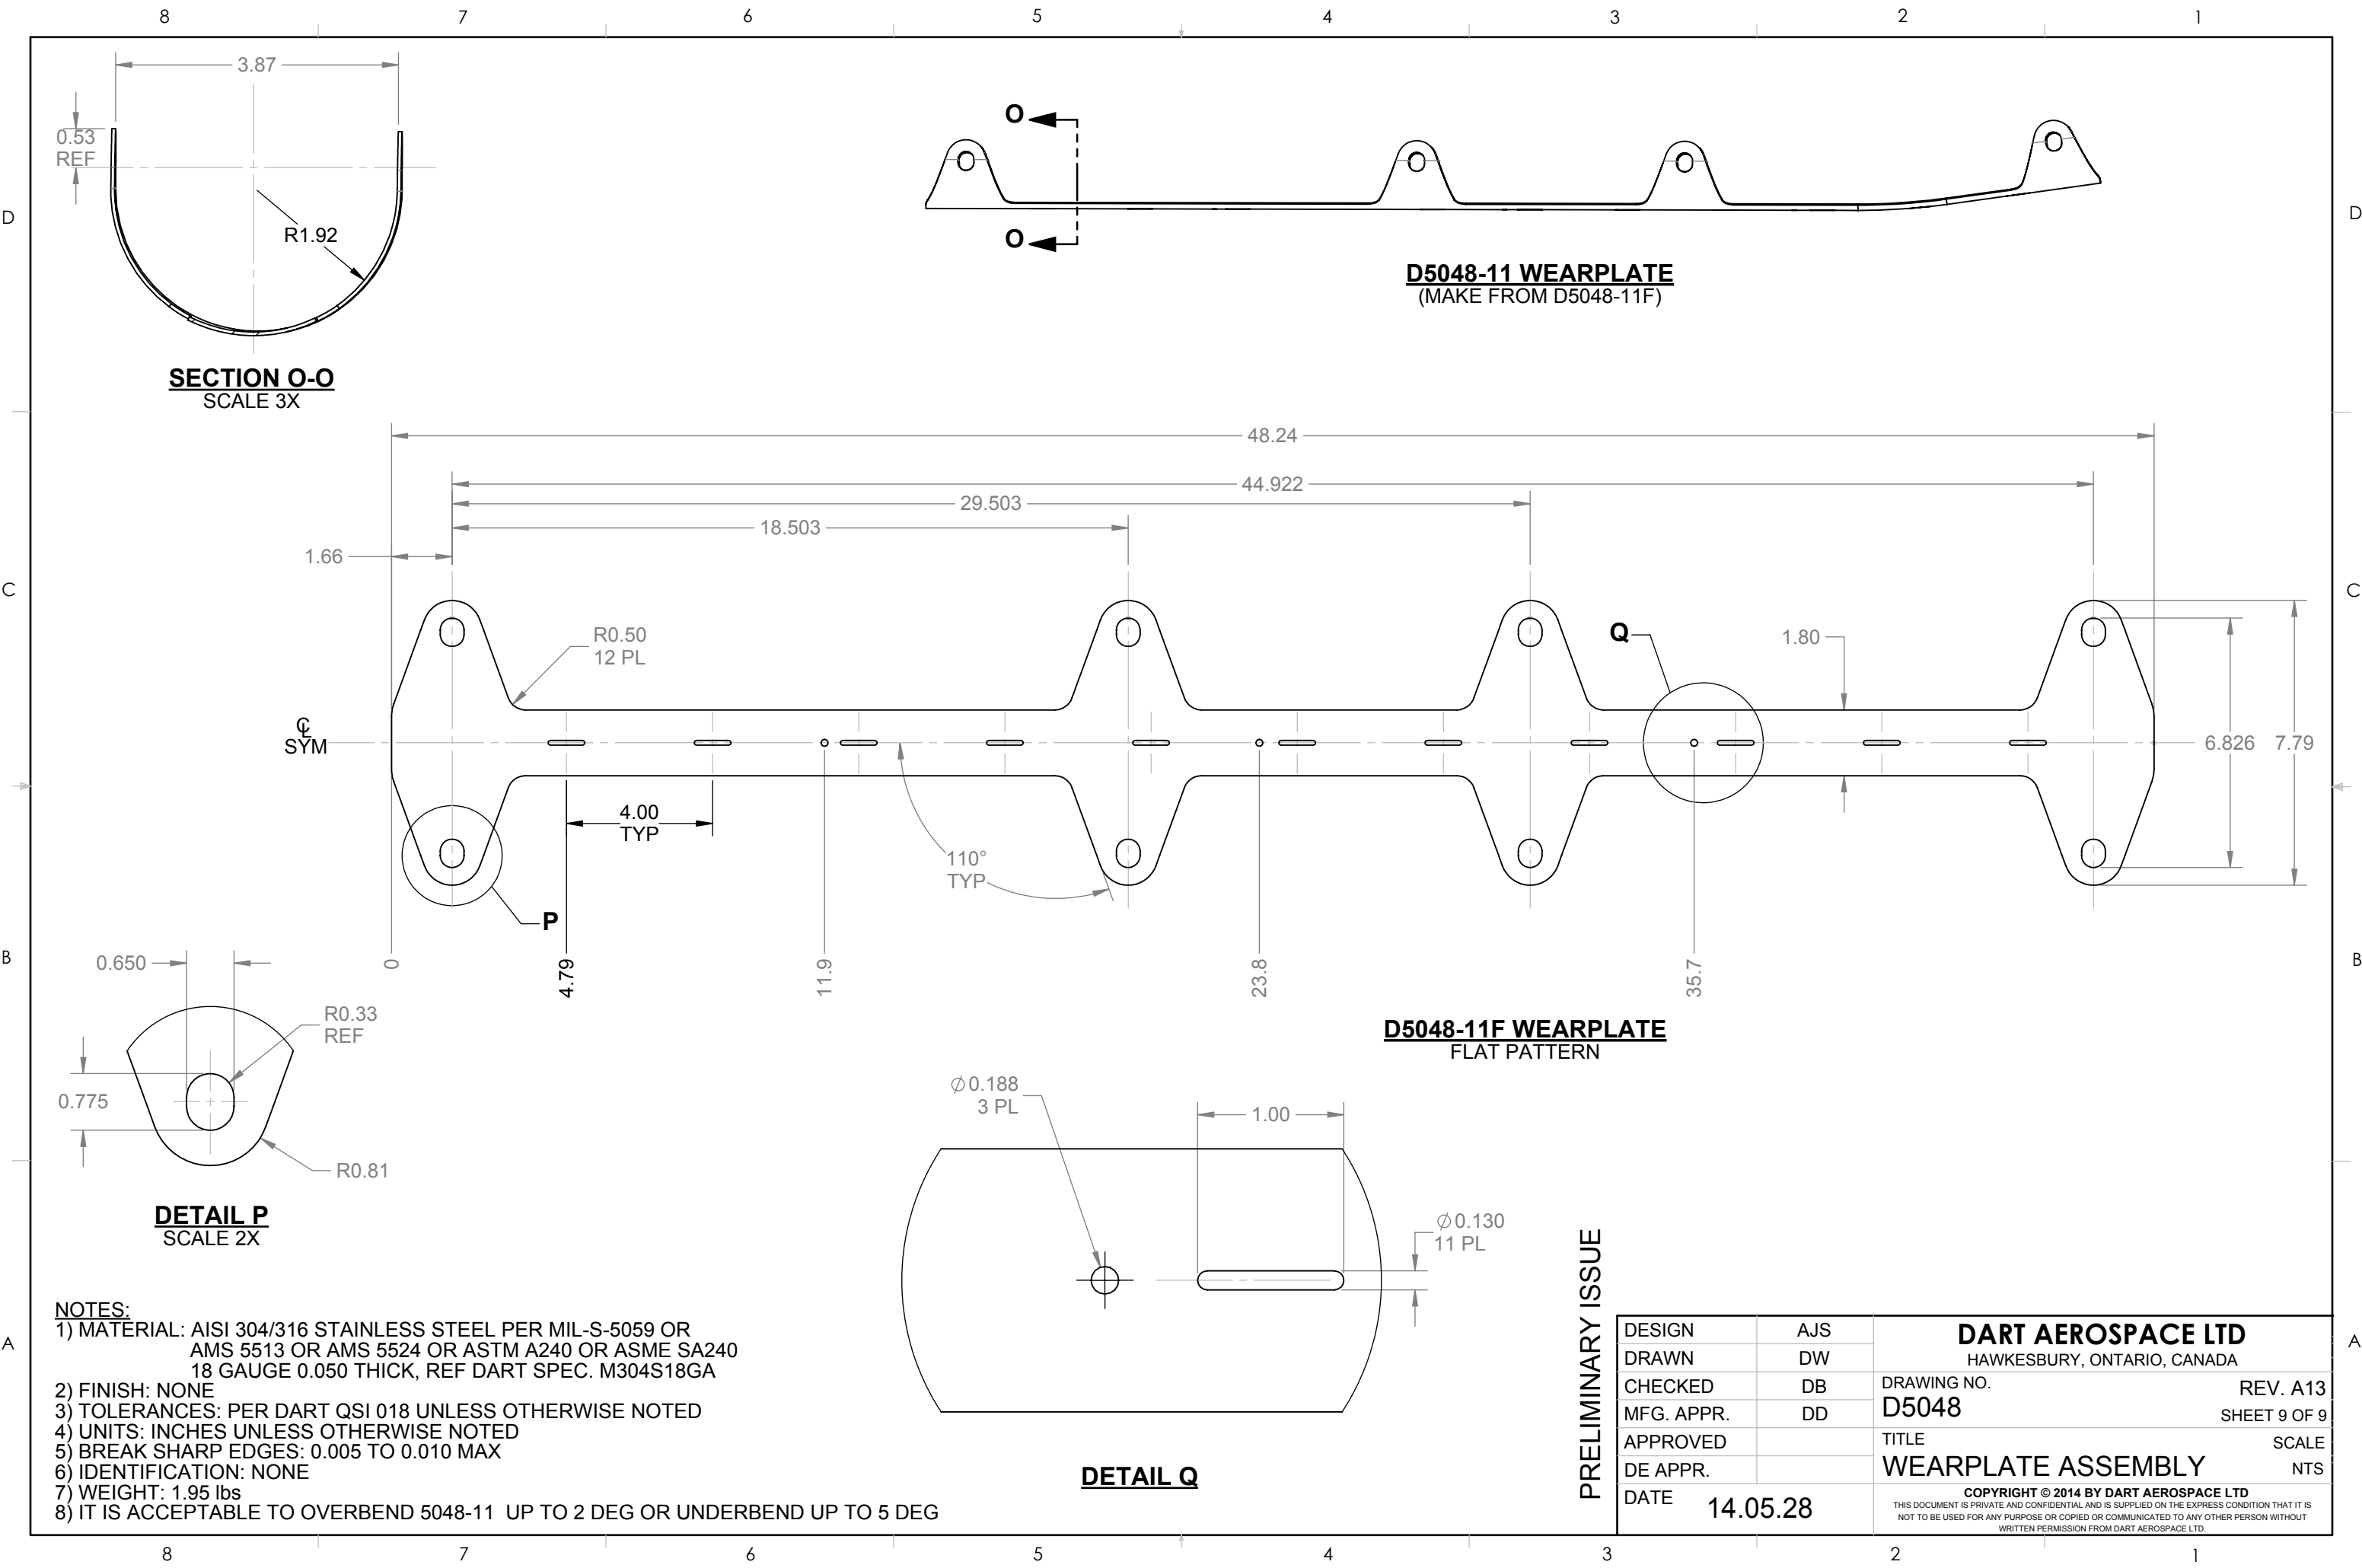 8 7 6 5 4 3 2 1
D D
C C
B B
A A
3.87
0.53
REF
R1.92
SECTION O-O
SCALE 3X
O
O
D5048-11 WEARPLATE
(MAKE FROM D5048-11F)
48.24
44.922
29.503
18.503
1.66
R0.50
12 PL
Q
1.80
℄
SYM
6.826 7.79
4.00
TYP
110°
TYP
P
0
4.79
11.9
23.8
35.7
D5048-11F WEARPLATE
FLAT PATTERN
0.650
R0.33
REF
0.775
R0.81
DETAIL P
SCALE 2X
∅0.188
3 PL
1.00
∅0.130
11 PL
DETAIL Q
NOTES:
1) MATERIAL: AISI 304/316 STAINLESS STEEL PER MIL-S-5059 OR
AMS 5513 OR AMS 5524 OR ASTM A240 OR ASME SA240
18 GAUGE 0.050 THICK, REF DART SPEC. M304S18GA
2) FINISH: NONE
3) TOLERANCES: PER DART QSI 018 UNLESS OTHERWISE NOTED
4) UNITS: INCHES UNLESS OTHERWISE NOTED
5) BREAK SHARP EDGES: 0.005 TO 0.010 MAX
6) IDENTIFICATION: NONE
7) WEIGHT: 1.95 lbs
8) IT IS ACCEPTABLE TO OVERBEND 5048-11 UP TO 2 DEG OR UNDERBEND UP TO 5 DEG
PRELIMINARY ISSUE
DESIGN AJS
DRAWN DW
CHECKED DB
MFG. APPR. DD
APPROVED
DE APPR.
DATE 14.05.28
DART AEROSPACE LTD
HAWKESBURY, ONTARIO, CANADA
DRAWING NO. REV. A13
D5048 SHEET 9 OF 9
TITLE SCALE
WEARPLATE ASSEMBLY NTS
COPYRIGHT © 2014 BY DART AEROSPACE LTD
THIS DOCUMENT IS PRIVATE AND CONFIDENTIAL AND IS SUPPLIED ON THE EXPRESS CONDITION THAT IT IS
NOT TO BE USED FOR ANY PURPOSE OR COPIED OR COMMUNICATED TO ANY OTHER PERSON WITHOUT
WRITTEN PERMISSION FROM DART AEROSPACE LTD.
8 7 6 5 4 3 2 1